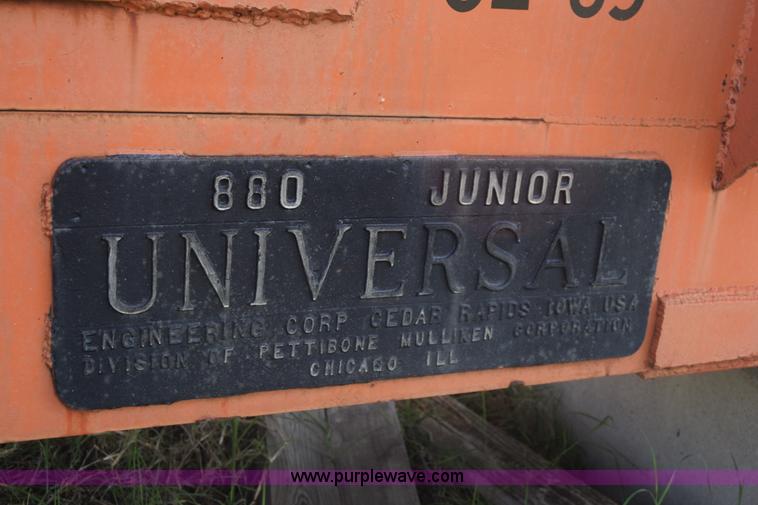 880 JUNIOR
UNIVERSAL
ENGINEERING CORP CEDAR RAPIDS IOWA USA
DIVISION OF PETTIBONE MULLIKEN CORPORATION
CHICAGO ILL
www.purplewave.com